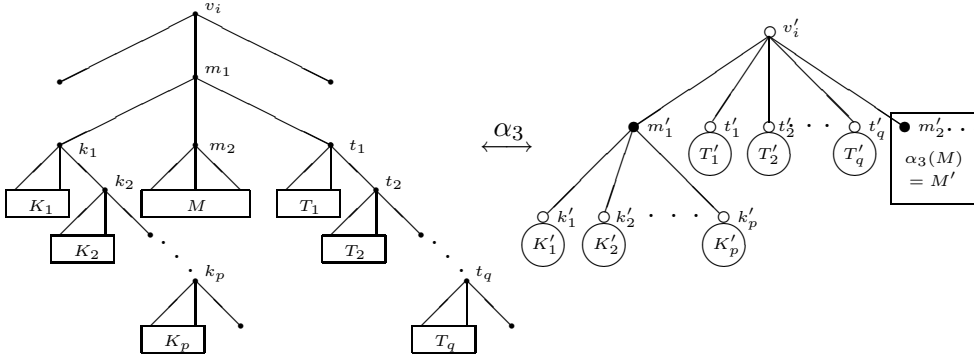 v_i v'_i
m_1
α_3
k_1 m_2 t_1 m'_1 t'_1 t'_2 · · t'_q m'_2 · ·
T'_1 T'_2 T'_q α_3(M)
k_2 t_2 = M'
K_1 M T_1
k'_1 k'_2 · · · · k'_p
K_2 T_2 K'_1 K'_2 K'_p
k_p t_q
K_p T_q